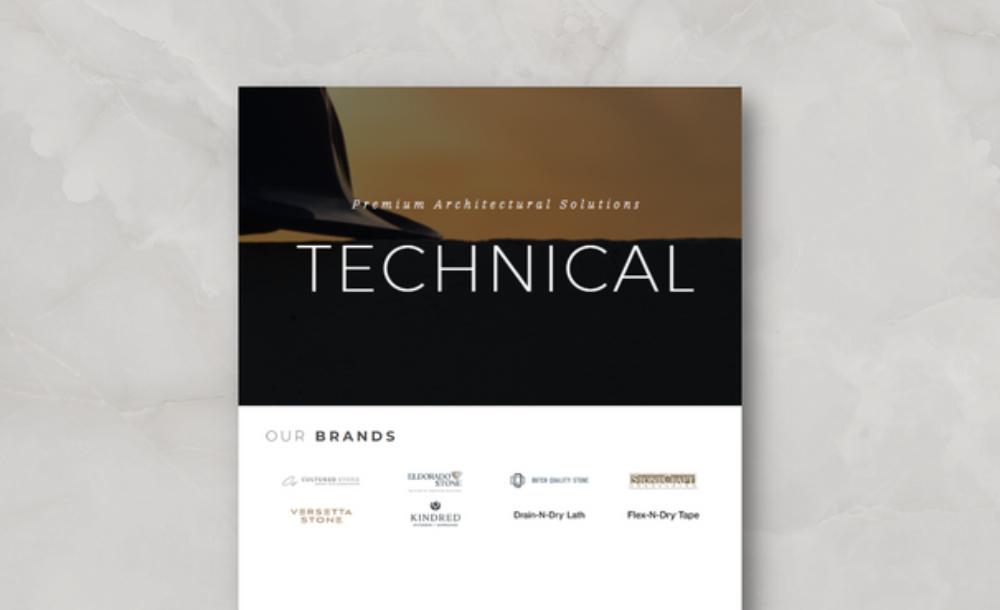 Premium Architectural Solutions
TECHNICAL
OUR BRANDS
CULTURED STONE
ELDORADO STONE
DUTCH QUALITY STONE
STONECRAFT
VERSETTA STONE
KINDRED
Drain-N-Dry Lath
Flex-N-Dry Tape